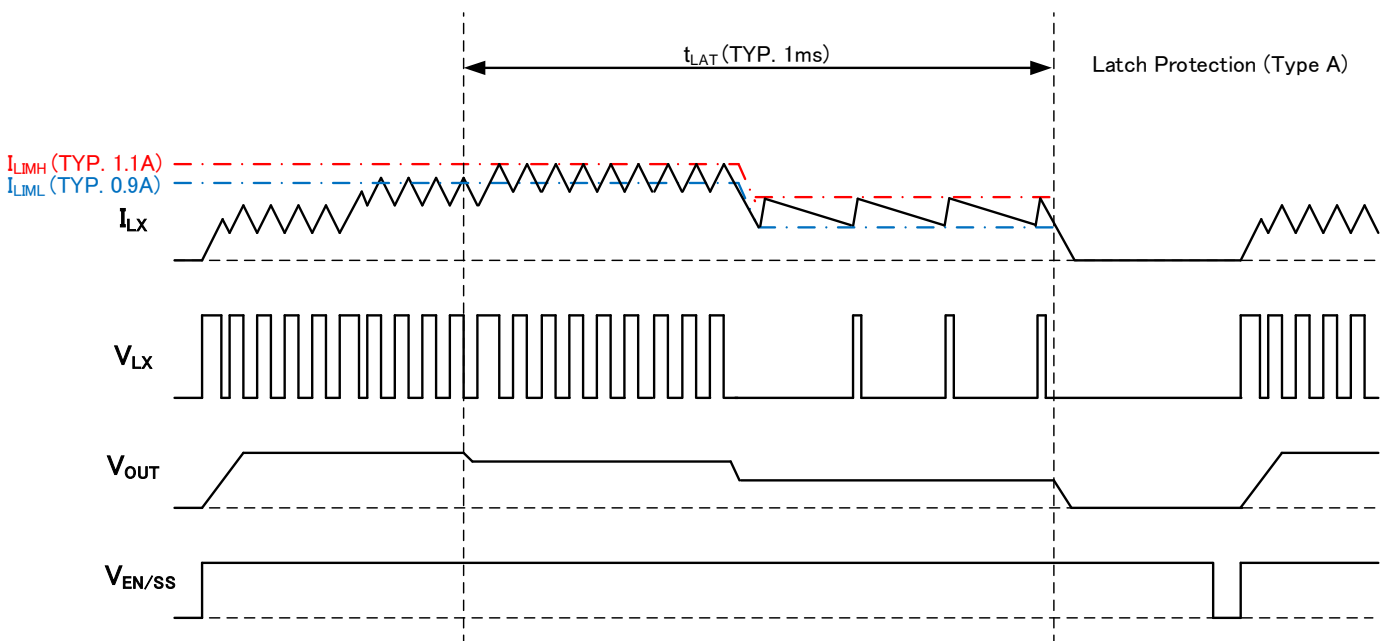 tLAT (TYP. 1ms)
Latch Protection (Type A)
ILIMH (TYP. 1.1A)
ILIML (TYP. 0.9A)
ILX
VLX
VOUT
VEN/SS